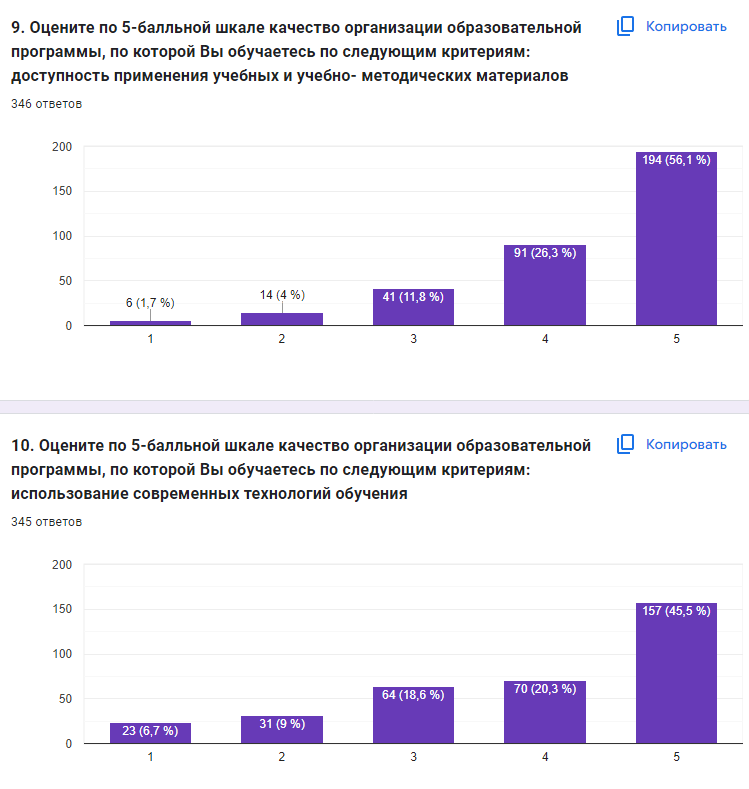 9. Оцените по 5-балльной шкале качество организации образовательной
Копировать
программы, по которой Вы обучаетесь по следующим критериям:
доступность применения учебных и учебно- методических материалов
346 ответов
200
150
100
50
0
6 (1,7 %)
14 (4 %)
41 (11,8 %)
91 (26,3 %)
194 (56,1 %)
1
2
3
4
5
10. Оцените по 5-балльной шкале качество организации образовательной
Копировать
программы, по которой Вы обучаетесь по следующим критериям:
использование современных технологий обучения
345 ответов
200
150
100
50
0
23 (6,7 %)
31 (9 %)
64 (18,6 %)
70 (20,3 %)
157 (45,5 %)
1
2
3
4
5